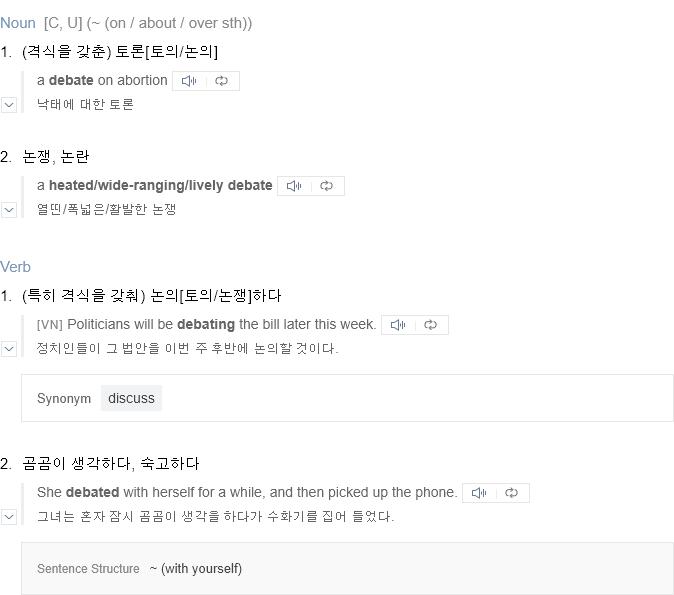 Noun [C, U] (~ (on / about / over sth))
1. (격식을 갖춘) 토론[토의/논의]
a debate on abortion
낙태에 대한 토론
2. 논쟁, 논란
a heated/wide-ranging/lively debate
열띤/폭넓은/활발한 논쟁
Verb
1. (특히 격식을 갖춰) 논의[토의/논쟁]하다
[VN] Politicians will be debating the bill later this week.
정치인들이 그 법안을 이번 주 후반에 논의할 것이다.
Synonym discuss
2. 곰곰이 생각하다, 숙고하다
She debated with herself for a while, and then picked up the phone.
그녀는 혼자 잠시 곰곰이 생각을 하다가 수화기를 집어 들었다.
Sentence Structure ~ (with yourself)